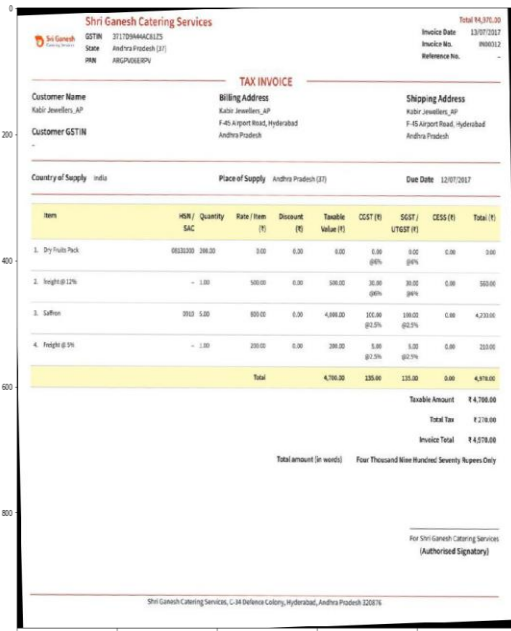 Shri Ganesh Catering Services
Total ₹4,970.00
Sri Ganesh
Catering Services
GSTIN
State Andhra Pradesh (37)
PAN
Invoice Date 13/07/2017
Invoice No. IN00012
Reference No. -
TAX INVOICE
Customer Name
Kabir Jewellers_AP
Customer GSTIN
-
Billing Address
Kabir Jewellers_AP
F-45 Airport Road, Hyderabad
Andhra Pradesh
Shipping Address
Kabir Jewellers_AP
F-45 Airport Road, Hyderabad
Andhra Pradesh
Country of Supply India
Place of Supply Andhra Pradesh (37)
Due Date 12/07/2017
Item HSN / SAC Quantity Rate / Item (₹) Discount (₹) Taxable Value (₹) CGST (₹) SGST / UTGST (₹) CESS (₹) Total (₹)
1. Dry Fruits Pack 200.00 0.00 0.00 0.00 0.00 @6% 0.00 @6% 0.00 0.00
2. Freight @ 12% - 1.00 500.00 0.00 500.00 30.00 @6% 30.00 @6% 0.00 560.00
3. Saffron 0910 5.00 800.00 0.00 4,000.00 100.00 @2.5% 100.00 @2.5% 0.00 4,200.00
4. Freight @ 5% - 1.00 200.00 0.00 200.00 5.00 @2.5% 5.00 @2.5% 0.00 210.00
Total 4,700.00 135.00 135.00 0.00 4,970.00
Taxable Amount ₹ 4,700.00
Total Tax ₹ 270.00
Invoice Total ₹ 4,970.00
Total amount (in words) Four Thousand Nine Hundred Seventy Rupees Only
For Shri Ganesh Catering Services
(Authorised Signatory)
Shri Ganesh Catering Services, C-34 Defence Colony, Hyderabad, Andhra Pradesh 320876
0
200
400
600
800